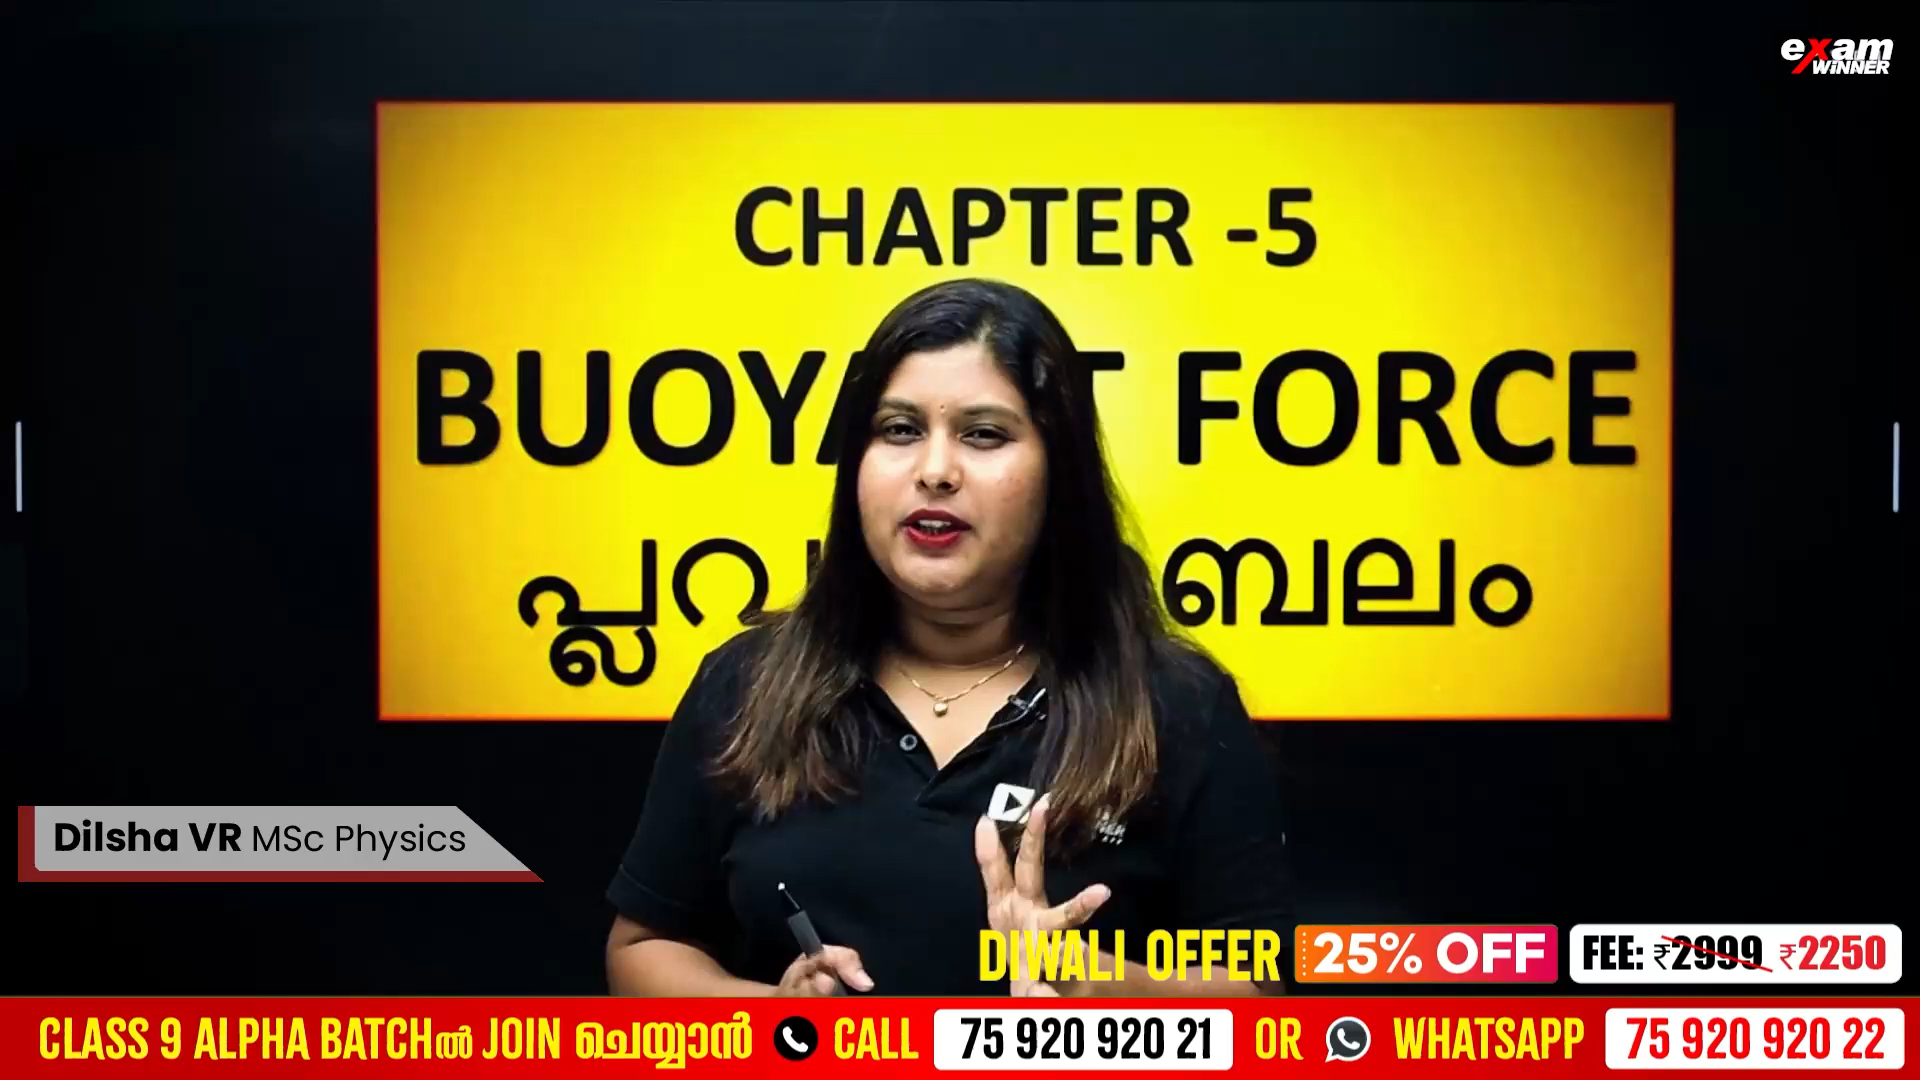 exam
WINNER
CHAPTER -5
FORCE
ബലം
Dilsha VR MSc Physics
DIWALI OFFER 25% OFF FEE: ₹2999 ₹2250
CLASS 9 ALPHA BATCHൽ JOIN ചെയ്യാൻ CALL 75 920 920 21 OR WHATSAPP 75 920 920 22